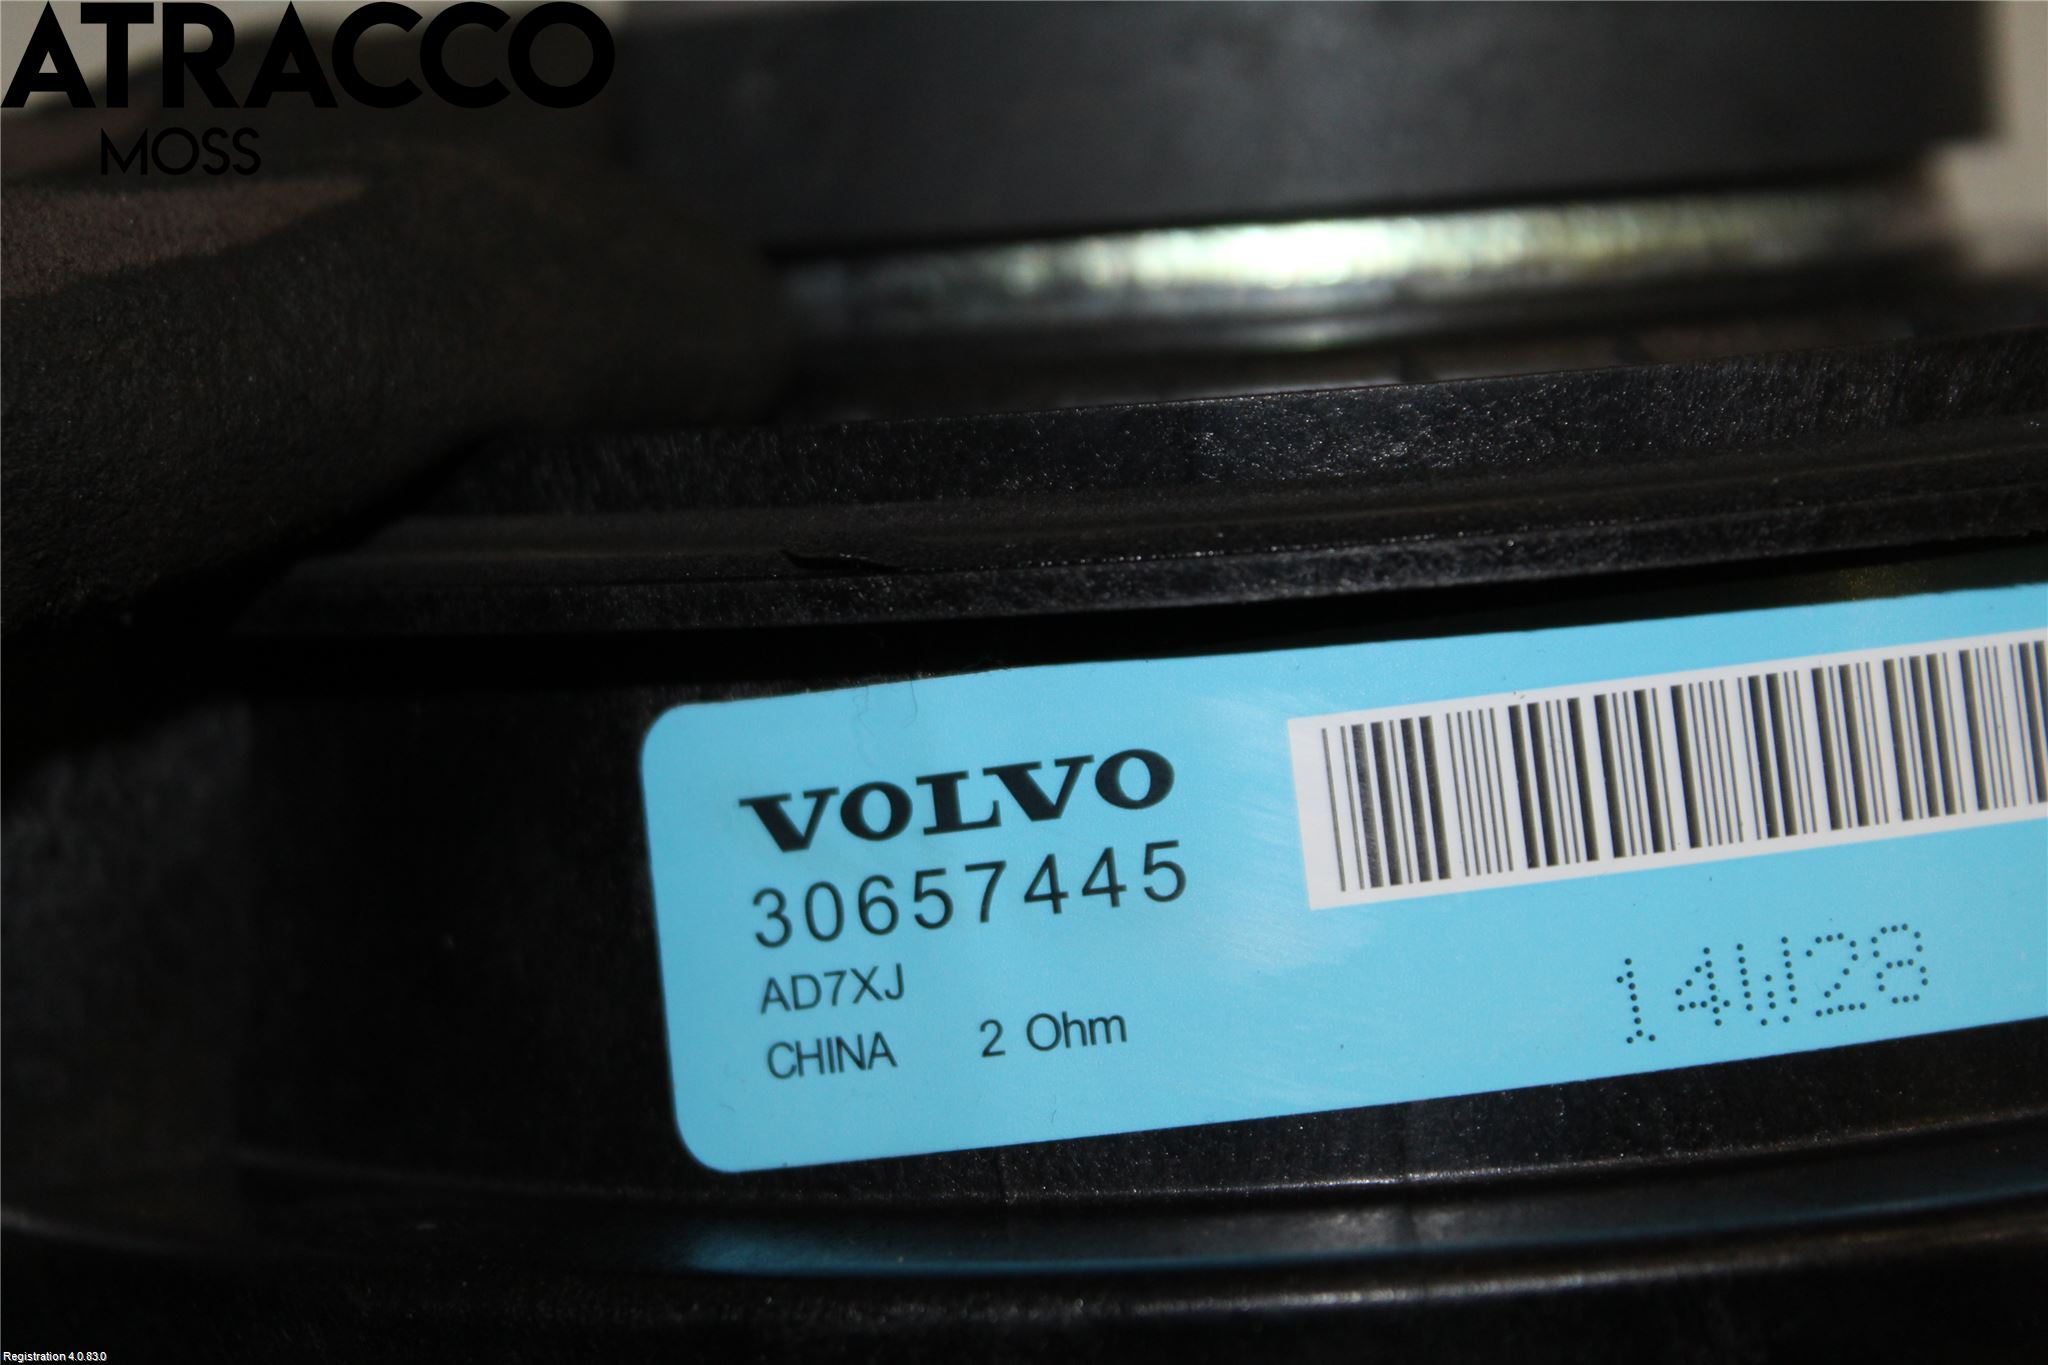 ATRACCO
MOSS
VOLVO
30657445
AD7XJ
CHINA 2 Ohm
14W28
Registration 4.0.83.0